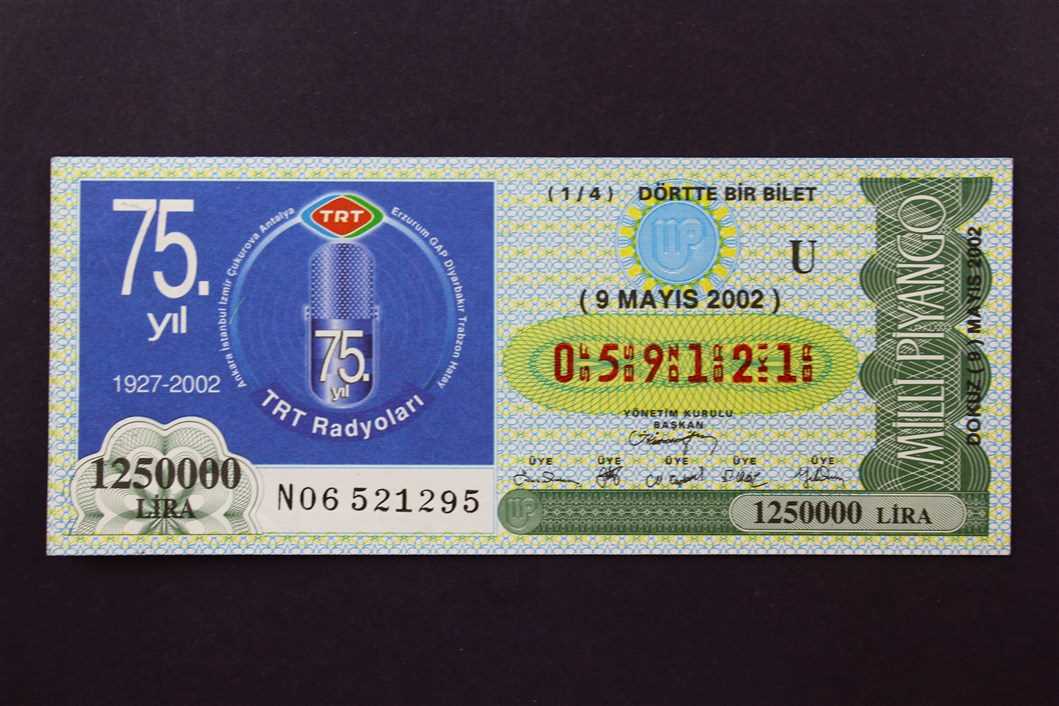 75.
yıl
1927-2002
TRT
Ankara İstanbul İzmir Çukurova Antalya
Erzurum GAP Diyarbakır Trabzon Hatay
75.
yıl
TRT Radyoları
1250000
LİRA
N06 521295
( 1 / 4 ) DÖRTTE BİR BİLET
U
( 9 MAYIS 2002 )
0 5 9 1 2 1
YÖNETİM KURULU
BAŞKAN
ÜYE ÜYE ÜYE ÜYE ÜYE
1250000 LİRA
MİLLİ PİYANGO
DOKUZ ( 9 ) MAYIS 2002